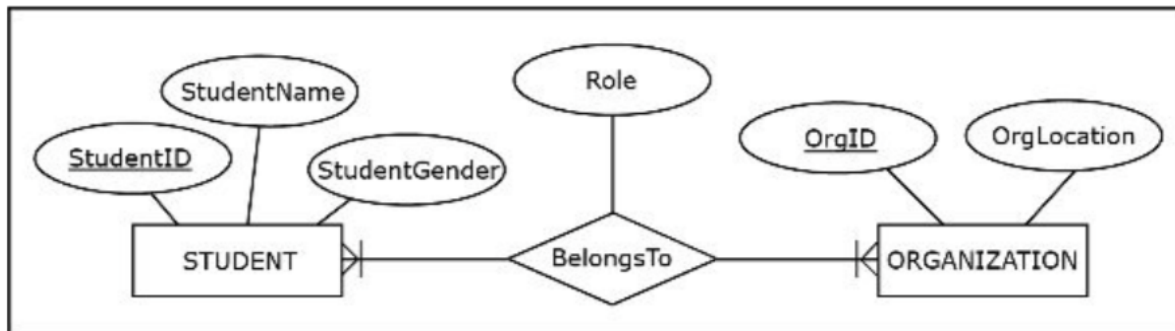 StudentName
Role
StudentID
OrgID
OrgLocation
StudentGender
STUDENT
BelongsTo
ORGANIZATION